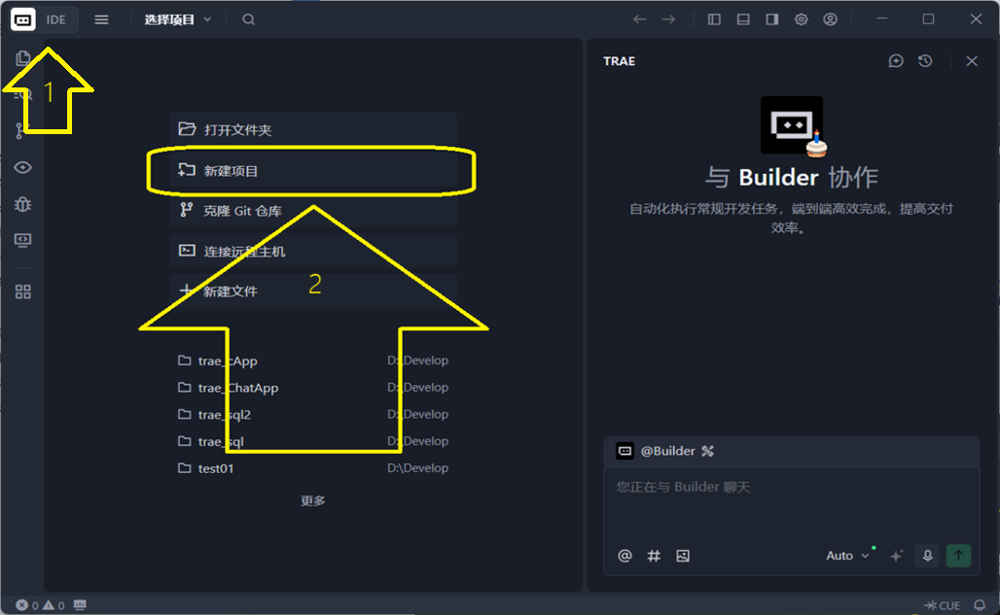 IDE
选择项目
1
TRAE
打开文件夹
新建项目
克隆 Git 仓库
连接远程主机
新建文件
2
trae_cApp D:\Develop
trae_ChatApp D:\Develop
trae_sql2 D:\Develop
trae_sql D:\Develop
test01 D:\Develop
更多
与 Builder 协作
自动化执行常规开发任务，端到端高效完成，提高交付
效率。
@Builder
您正在与 Builder 聊天
Auto
0 0
CUE